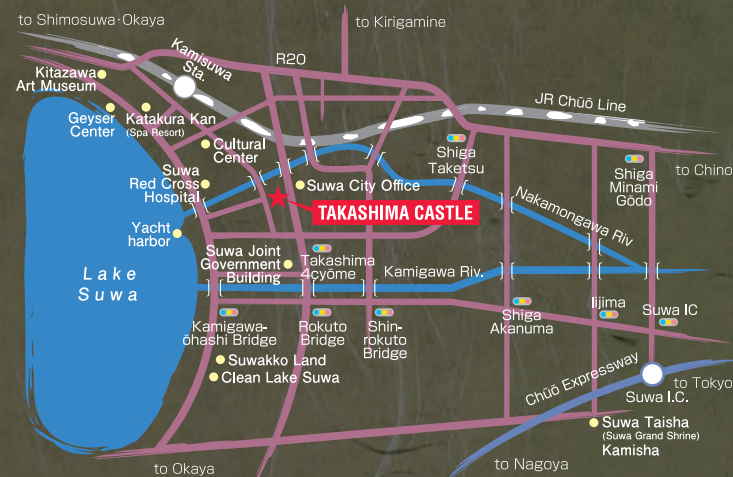 to Shimosuwa·Okaya
to Kirigamine
Kamisuwa
Sta.
R20
Kitazawa
Art Museum
Geyser
Center
Katakura Kan
(Spa Resort)
JR Chūō Line
Cultural
Center
Shiga
Taketsu
Shiga
Minami
Gōdo
to Chino
Suwa
Red Cross
Hospital
Suwa City Office
TAKASHIMA CASTLE
Nakamongawa Riv
Yacht
harbor
Suwa Joint
Government
Building
Takashima
4cyōme
Kamigawa Riv.
Lake
Suwa
Kamigawa-
ōhashi Bridge
Rokuto
Bridge
Shin-
rokuto
Bridge
Shiga
Akanuma
Iijima
Suwa IC
Suwakko Land
Clean Lake Suwa
Chūō Expressway
to Tokyo
Suwa I.C.
Suwa Taisha
(Suwa Grand Shrine)
Kamisha
to Okaya
to Nagoya